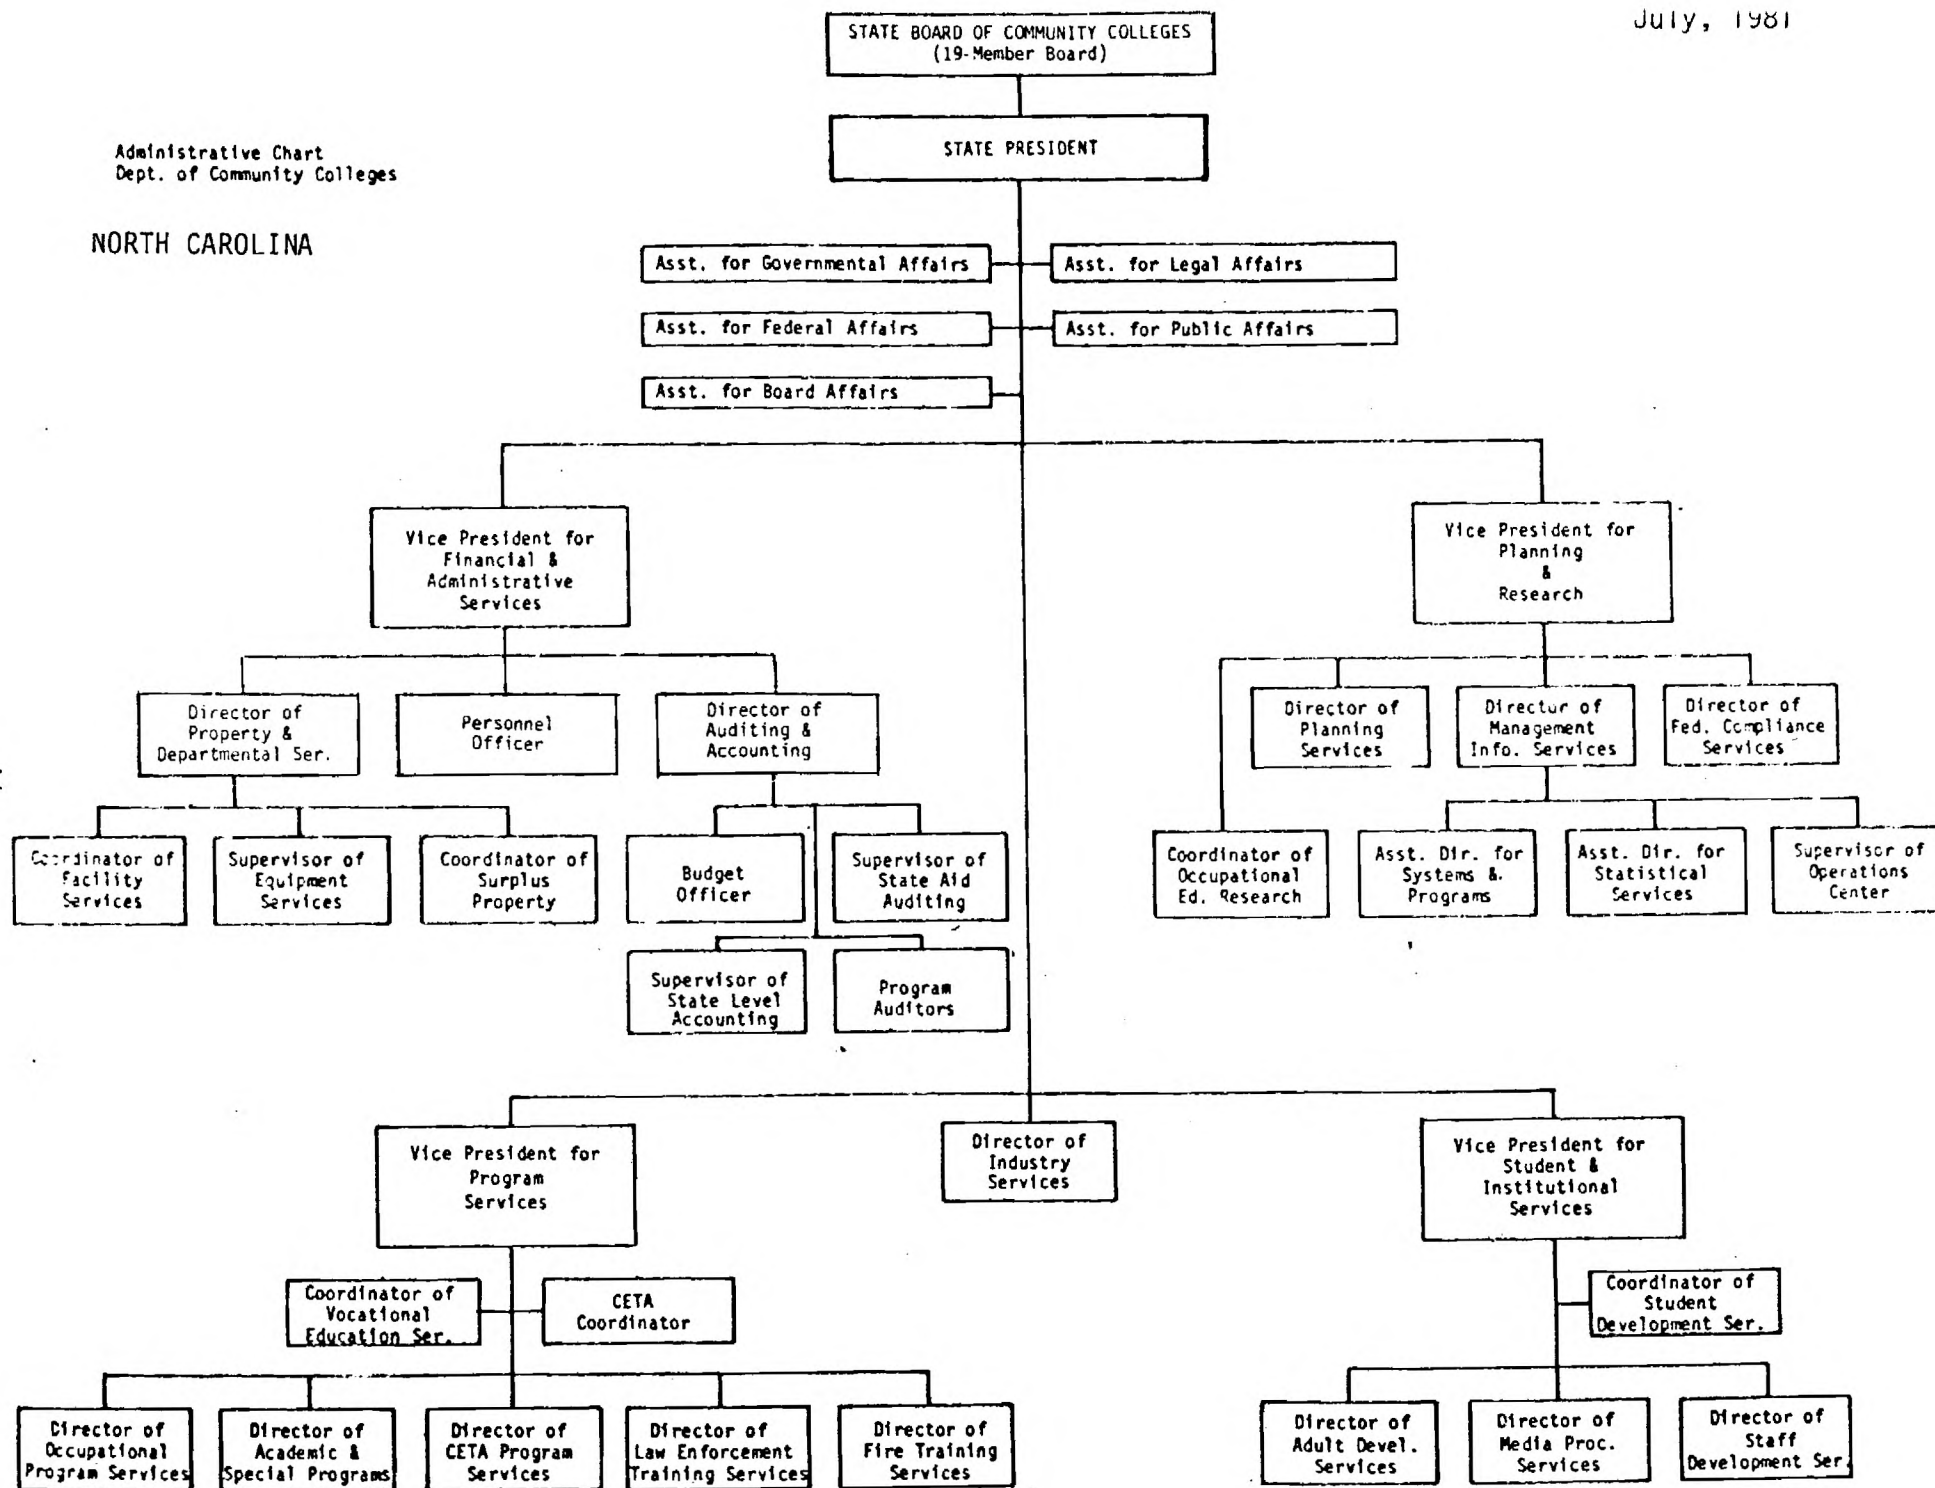 July, 1981
STATE BOARD OF COMMUNITY COLLEGES
(19-Member Board)
STATE PRESIDENT
Administrative Chart
Dept. of Community Colleges
NORTH CAROLINA
Asst. for Governmental Affairs
Asst. for Legal Affairs
Asst. for Federal Affairs
Asst. for Public Affairs
Asst. for Board Affairs
Vice President for
Financial &
Administrative
Services
Vice President for
Planning
&
Research
Director of
Property &
Departmental Ser.
Personnel
Officer
Director of
Auditing &
Accounting
Director of
Planning
Services
Director of
Management
Info. Services
Director of
Fed. Compliance
Services
Coordinator of
Facility
Services
Supervisor of
Equipment
Services
Coordinator of
Surplus
Property
Budget
Officer
Supervisor of
State Aid
Auditing
Coordinator of
Occupational
Ed. Research
Asst. Dir. for
Systems &.
Programs
Asst. Dir. for
Statistical
Services
Supervisor of
Operations
Center
Supervisor of
State Level
Accounting
Program
Auditors
Vice President for
Program
Services
Director of
Industry
Services
Vice President for
Student &
Institutional
Services
Coordinator of
Vocational
Education Ser.
CETA
Coordinator
Coordinator of
Student
Development Ser.
Director of
Occupational
Program Services
Director of
Academic &
Special Programs
Director of
CETA Program
Services
Director of
Law Enforcement
Training Services
Director of
Fire Training
Services
Director of
Adult Devel.
Services
Director of
Media Proc.
Services
Director of
Staff
Development Ser.